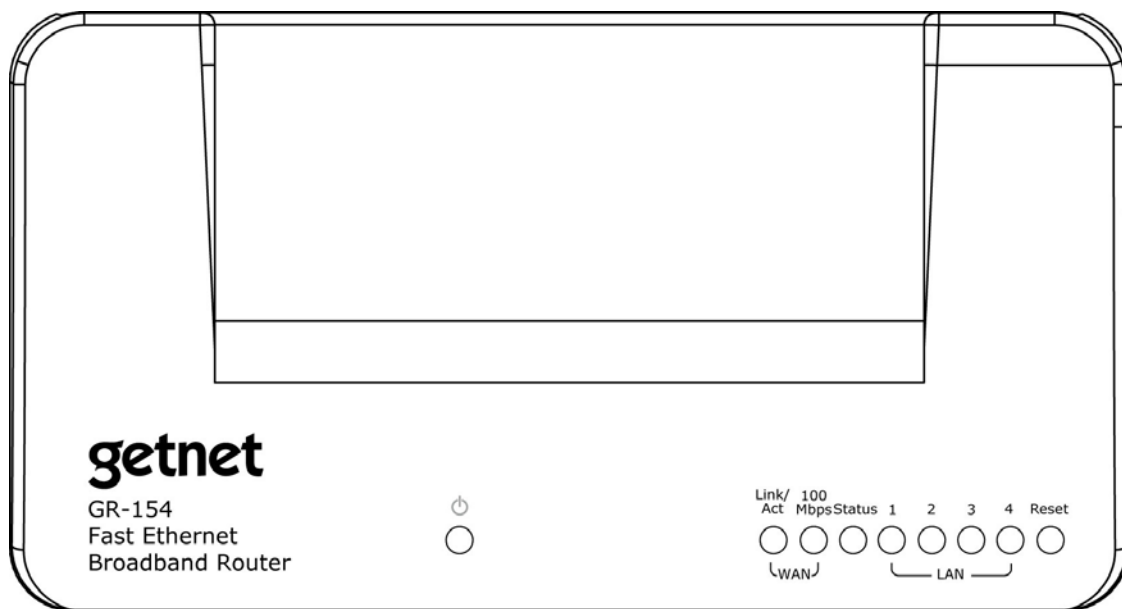 getnet
GR-154
Fast Ethernet
Broadband Router
Link/ Act
100 Mbps
Status
1
2
3
4
Reset
WAN
LAN